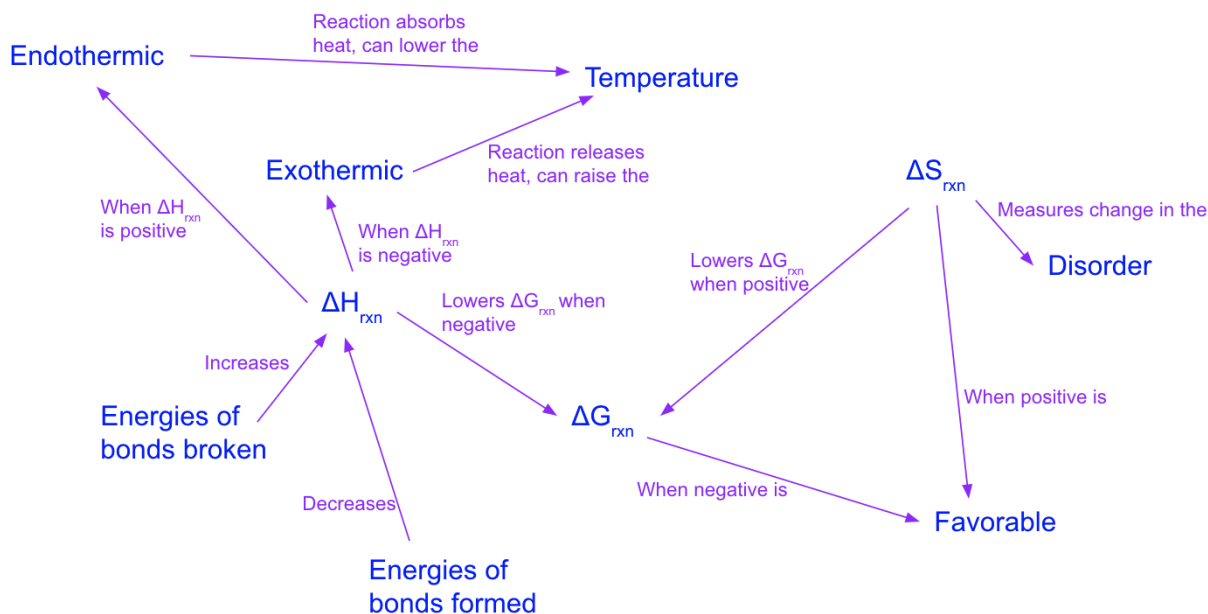 Reaction absorbs
heat, can lower the
Endothermic
Temperature
Exothermic
Reaction releases
heat, can raise the
ΔSrxn
When ΔHrxn
is positive
Measures change in the
When ΔHrxn
is negative
Lowers ΔGrxn
when positive
Disorder
ΔHrxn
Lowers ΔGrxn when
negative
Increases
Energies of
bonds broken
ΔGrxn
When positive is
When negative is
Decreases
Favorable
Energies of
bonds formed